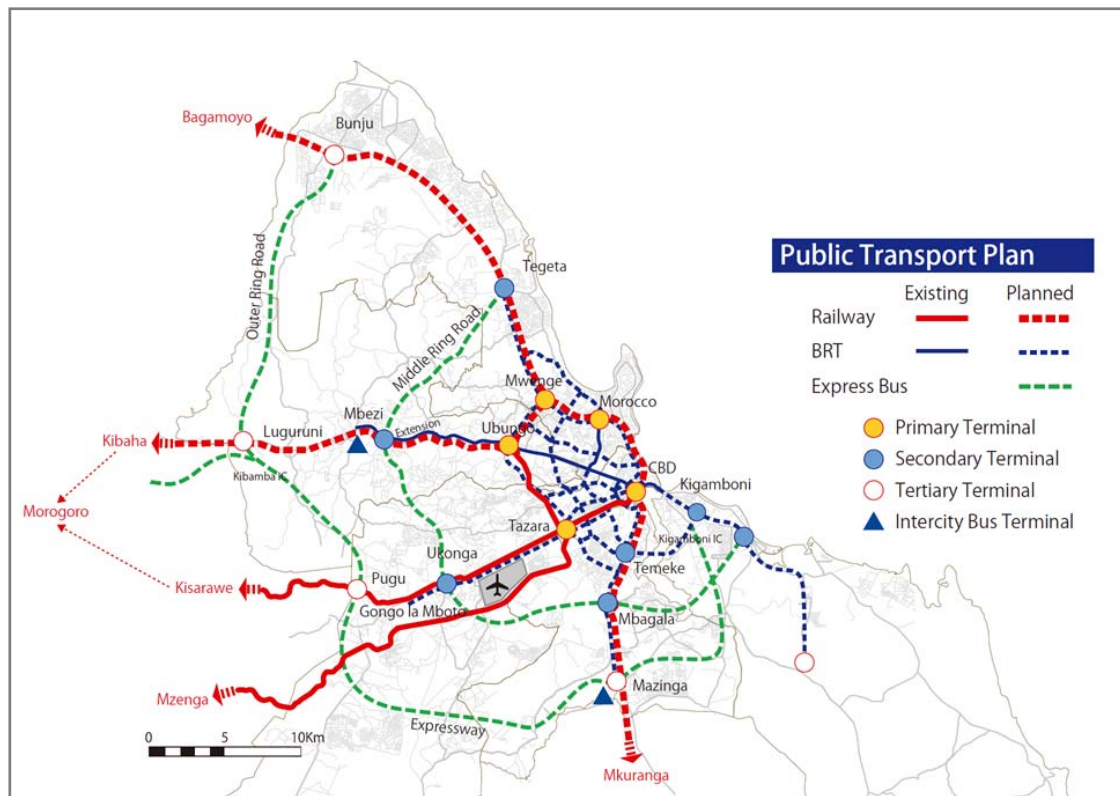 Bagamoyo
Bunju
Outer Ring Road
Tegeta
Middle Ring Road
Mwenge
Morocco
Mbezi
Extension
Ubungo
Luguruni
Kibaha
Kibamba IC
CBD
Kigamboni
Morogoro
Tazara
Kigamboni IC
Ukonga
Temeke
Kisarawe
Pugu
Gongo la Mboto
Mbagala
Mzenga
Mazinga
Expressway
0 5 10Km
Mkuranga
Public Transport Plan
Existing Planned
Railway
BRT
Express Bus
Primary Terminal
Secondary Terminal
Tertiary Terminal
Intercity Bus Terminal